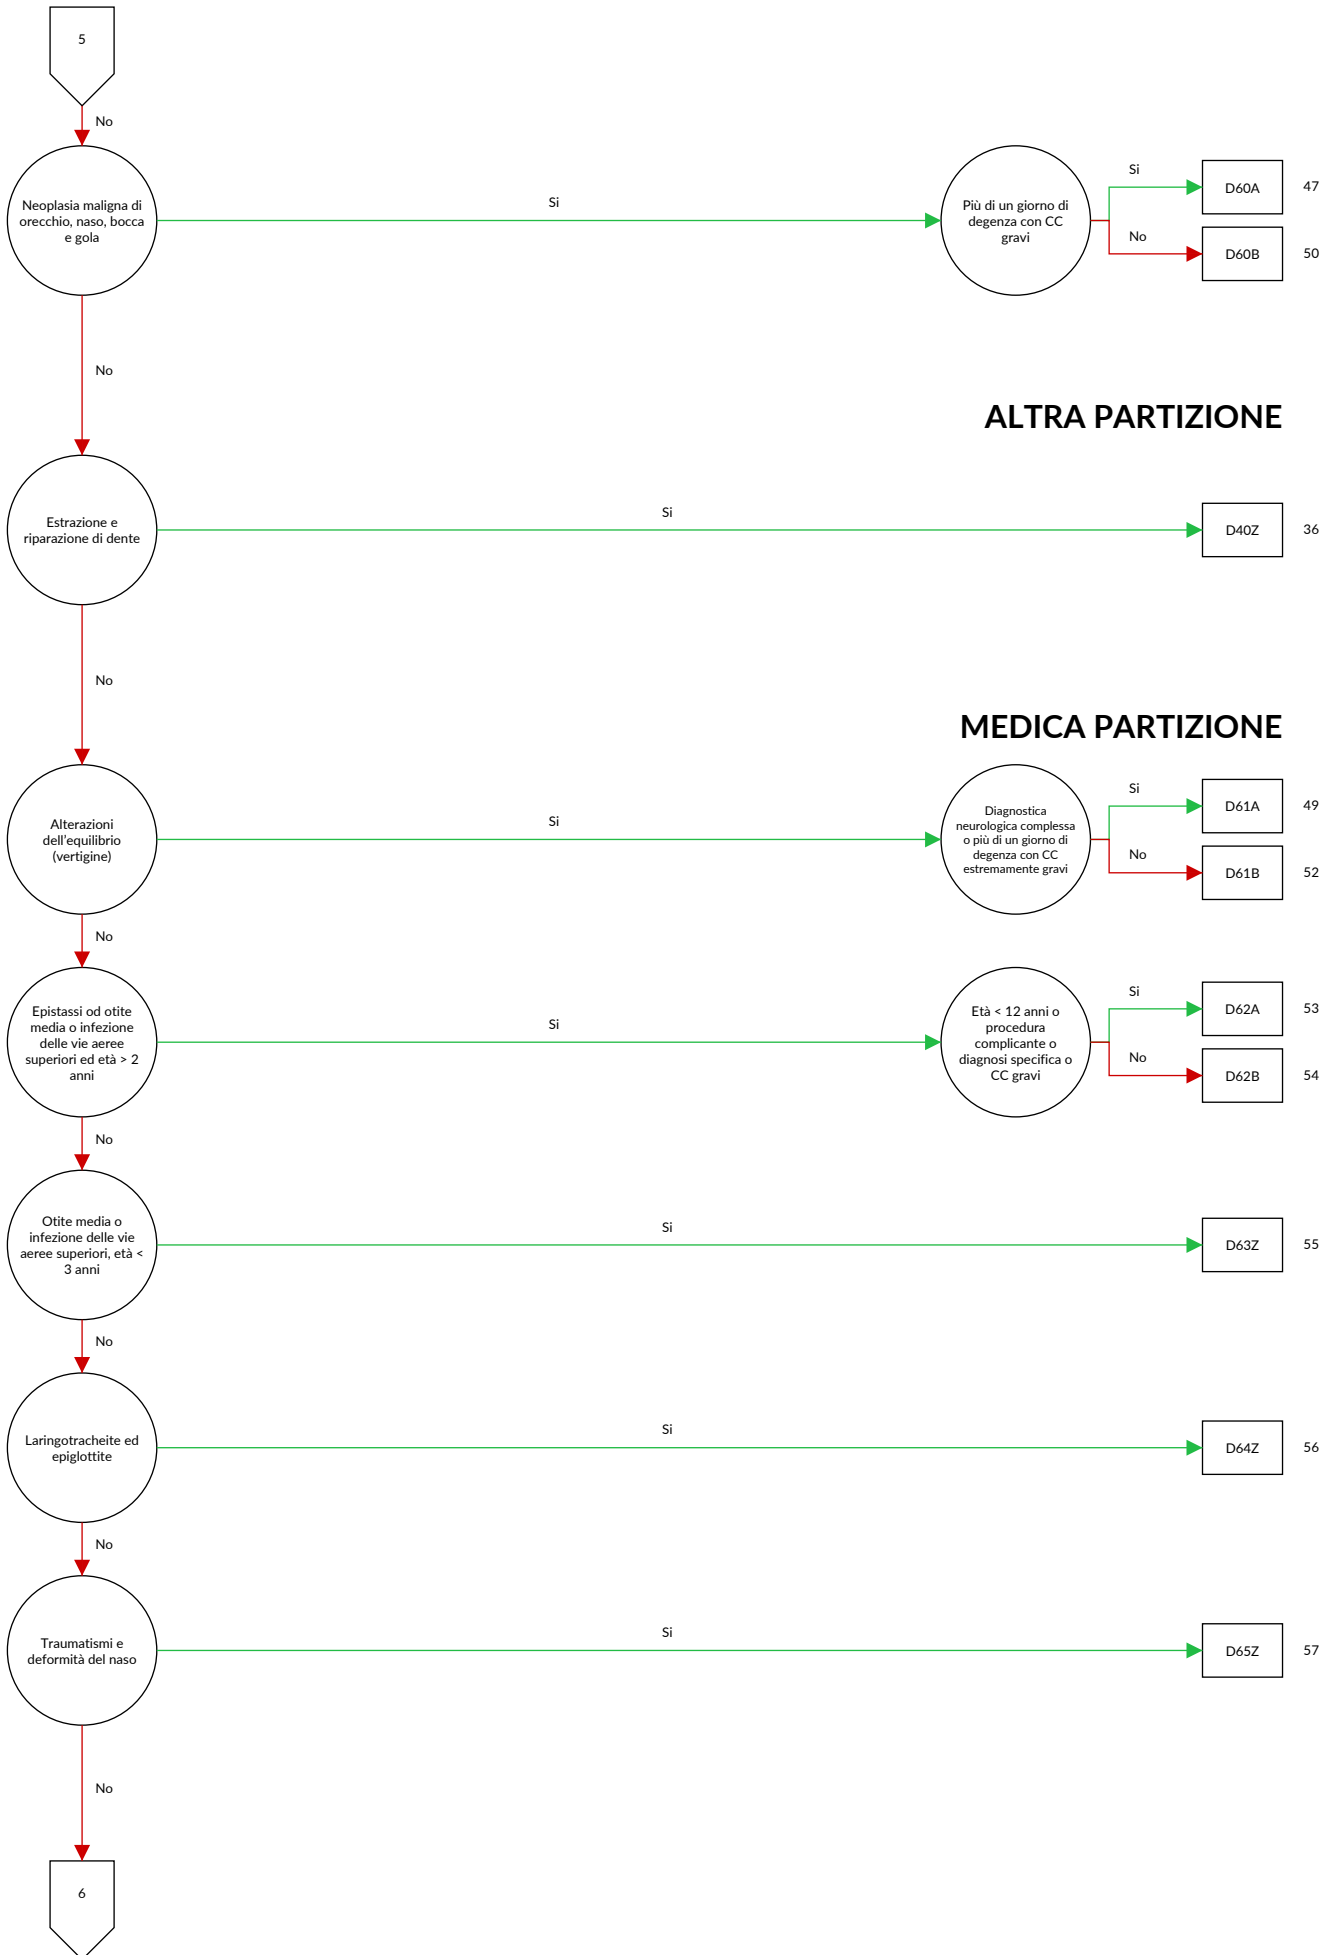 5
No
Neoplasia maligna di
orecchio, naso, bocca
e gola
Si
Più di un giorno di
degenza con CC
gravi
Si
D60A
47
No
D60B
50
No
ALTRA PARTIZIONE
Estrazione e
riparazione di dente
Si
D40Z
36
No
MEDICA PARTIZIONE
Alterazioni
dell'equilibrio
(vertigine)
Si
Diagnostica
neurologica complessa
o più di un giorno di
degenza con CC
estremamente gravi
Si
D61A
49
No
D61B
52
No
Epistassi od otite
media o infezione
delle vie aeree
superiori ed età > 2
anni
Si
Età < 12 anni o
procedura
complicante o
diagnosi specifica o
CC gravi
Si
D62A
53
No
D62B
54
No
Otite media o
infezione delle vie
aeree superiori, età <
3 anni
Si
D63Z
55
No
Laringotracheite ed
epiglottite
Si
D64Z
56
No
Traumatismi e
deformità del naso
Si
D65Z
57
No
6